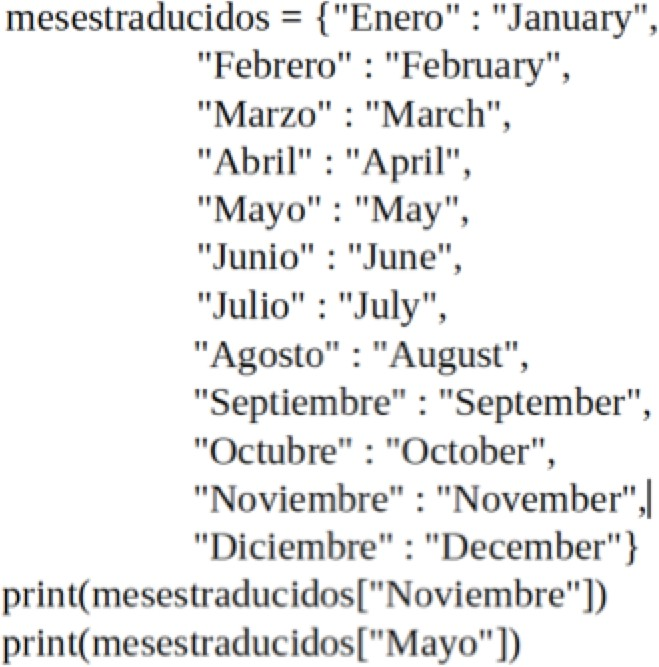 mesestraducidos = {"Enero" : "January",
"Febrero" : "February",
"Marzo" : "March",
"Abril" : "April",
"Mayo" : "May",
"Junio" : "June",
"Julio" : "July",
"Agosto" : "August",
"Septiembre" : "September",
"Octubre" : "October",
"Noviembre" : "November",
"Diciembre" : "December"}
print(mesestraducidos["Noviembre"])
print(mesestraducidos["Mayo"])